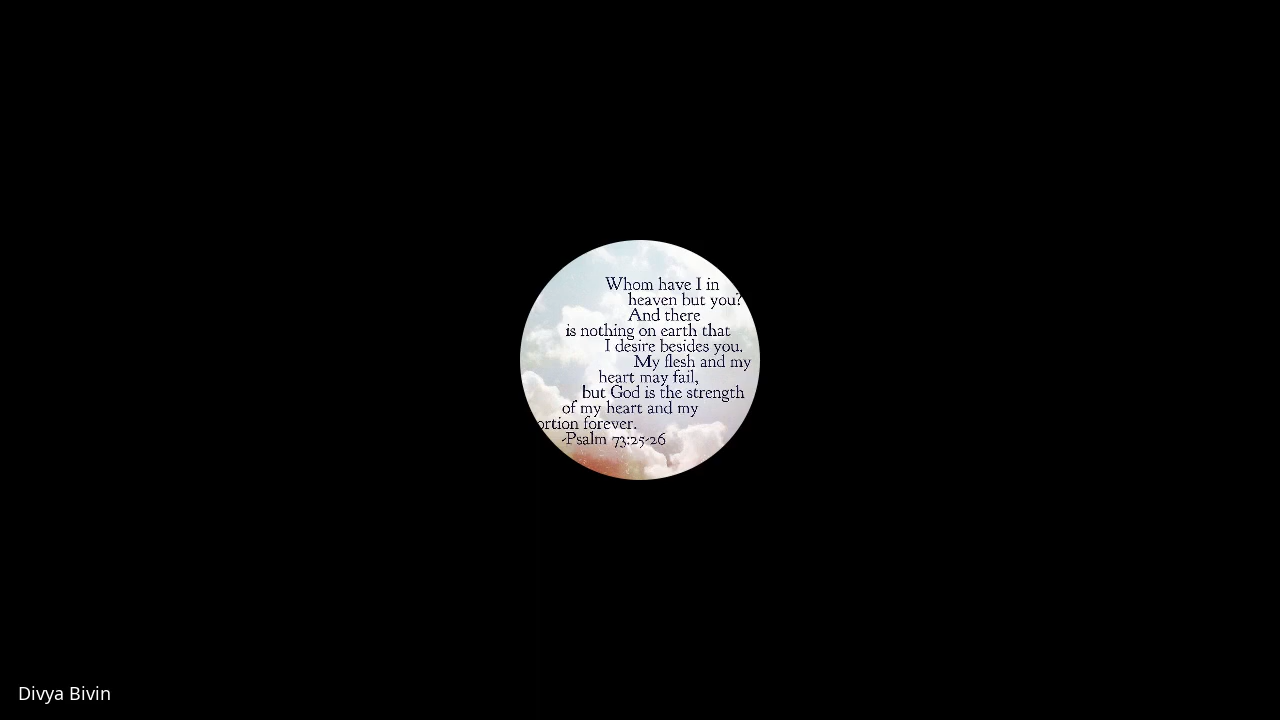 Whom have I in
heaven but you?
And there
is nothing on earth that
I desire besides you.
My flesh and my
heart may fail,
but God is the strength
of my heart and my
ortion forever.
-Psalm 73:25-26
Divya Bivin